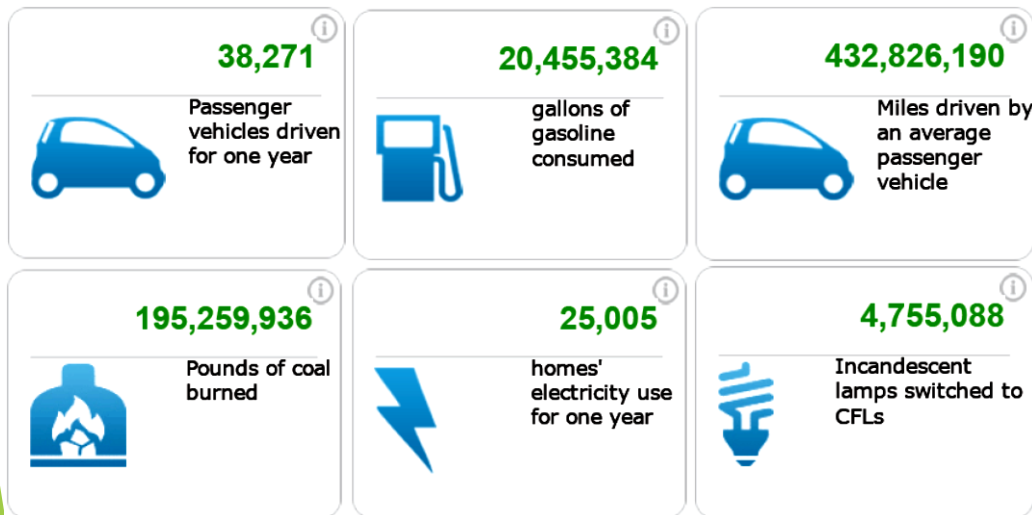 38,271
Passenger
vehicles driven
for one year
20,455,384
gallons of
gasoline
consumed
432,826,190
Miles driven by
an average
passenger
vehicle
195,259,936
Pounds of coal
burned
25,005
homes'
electricity use
for one year
4,755,088
Incandescent
lamps switched to
CFLs